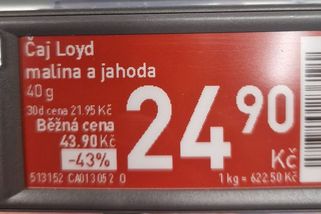 Čaj Loyd
malina a jahoda
40 g
30d cena 21.95 Kč
Běžná cena
43.90 Kč
-43%
24 90
Kč
513152 CA013052 0
1 kg = 622.50 Kč